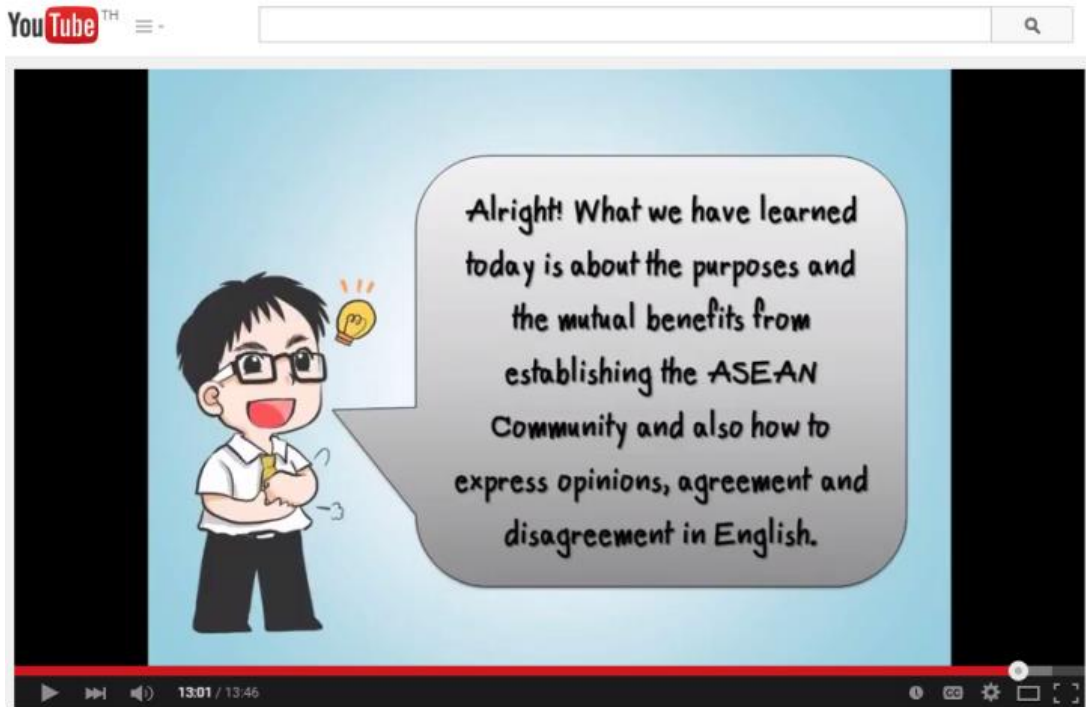 YouTube TH
Alright! What we have learned
today is about the purposes and
the mutual benefits from
establishing the ASEAN
Community and also how to
express opinions, agreement and
disagreement in English.
13:01 / 13:46
CC